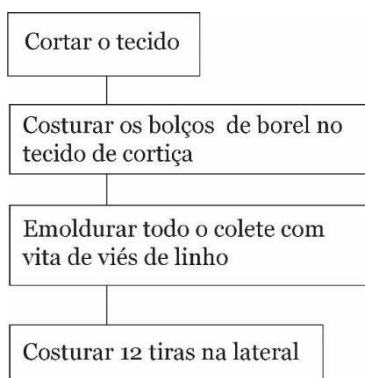 Cortar o tecido
Costurar os bolços de borel no
tecido de cortiça
Emoldurar todo o colete com
vita de viés de linho
Costurar 12 tiras na lateral